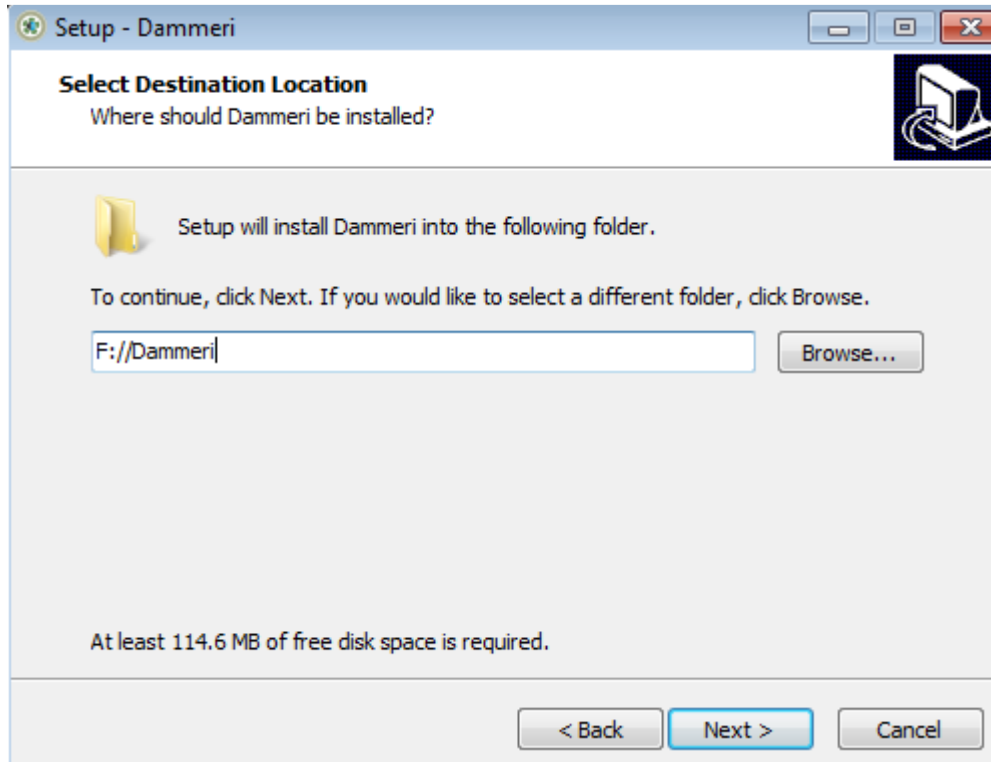 Setup - Dammeri
Select Destination Location
Where should Dammeri be installed?
Setup will install Dammeri into the following folder.
To continue, click Next. If you would like to select a different folder, click Browse.
F://Dammeri
Browse...
At least 114.6 MB of free disk space is required.
< Back
Next >
Cancel